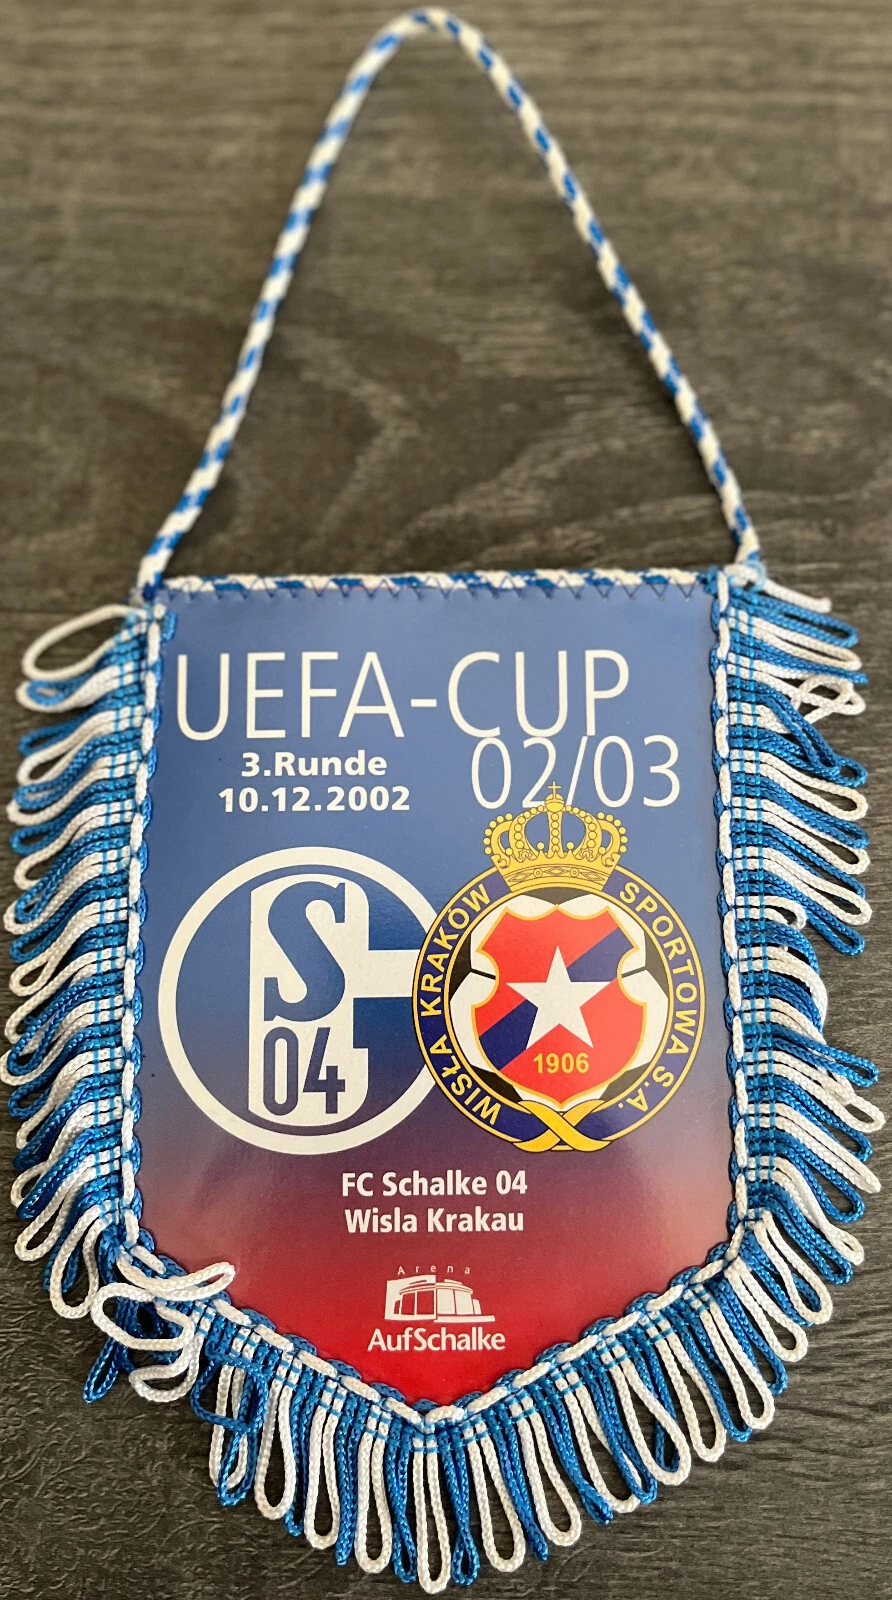 UEFA-CUP
02/03
3.Runde
10.12.2002
S
04
WISŁA KRAKÓW
SPORTOWA S.A.
1906
FC Schalke 04
Wisla Krakau
Arena
AufSchalke